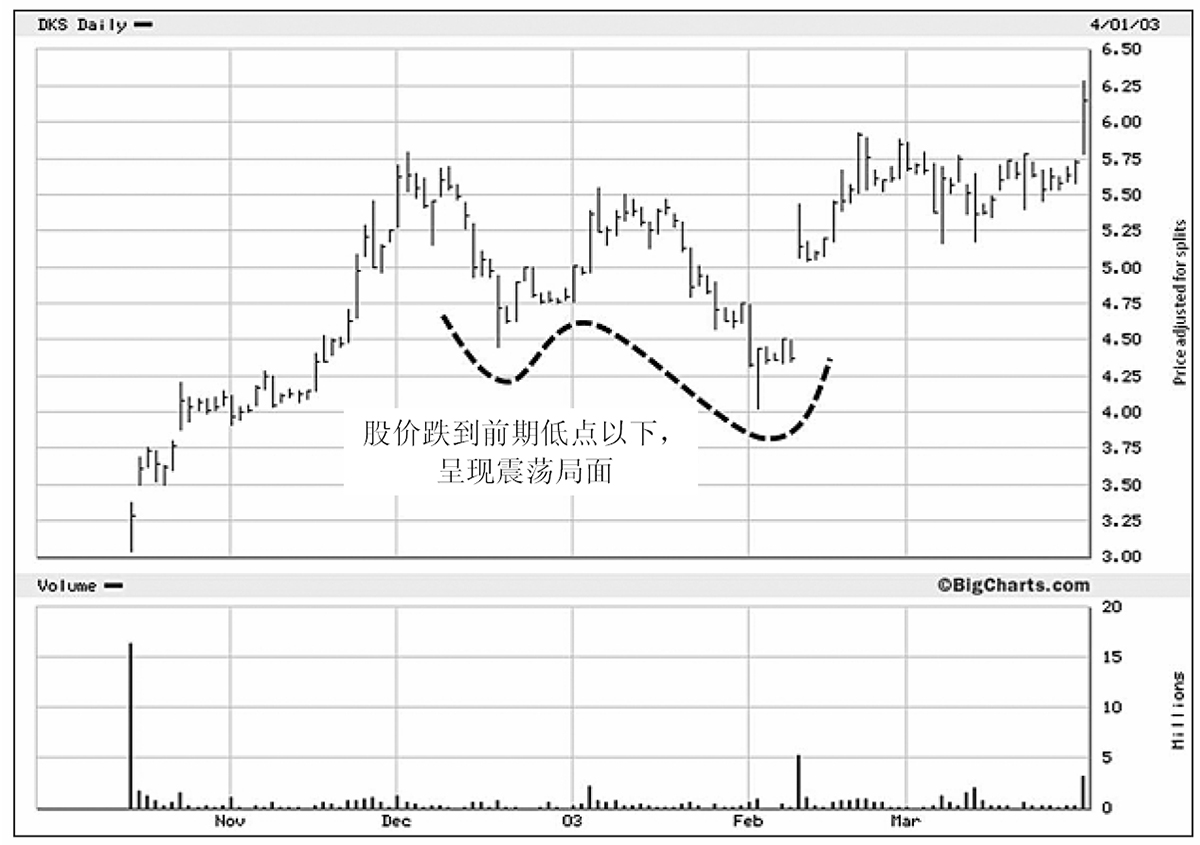 DKS Daily
4/01/03
6.50
6.25
6.00
5.75
5.50
5.25
5.00
4.75
4.50
4.25
4.00
3.75
3.50
3.25
3.00
Price adjusted for splits
股价跌到前期低点以下，
呈现震荡局面
Volume
©BigCharts.com
20
15
10
5
0
Millions
Nov
Dec
03
Feb
Mar